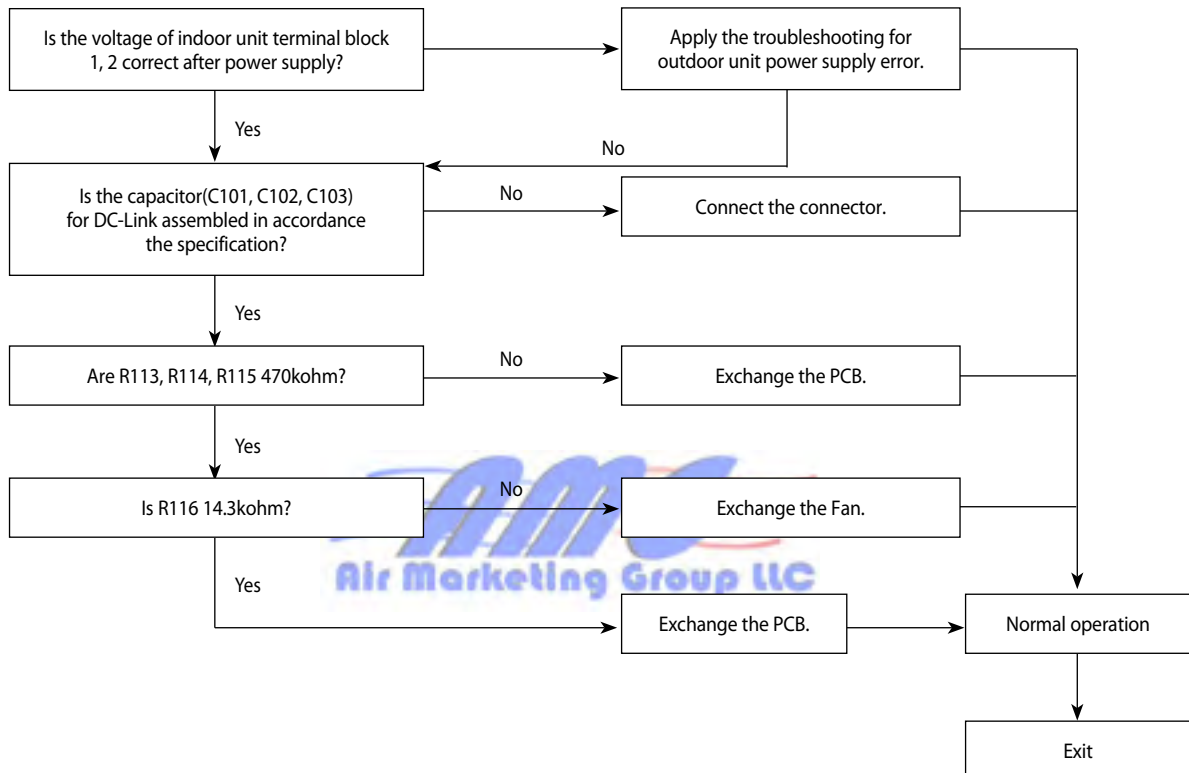 Is the voltage of indoor unit terminal block
1, 2 correct after power supply?
Apply the troubleshooting for
outdoor unit power supply error.
Yes
No
Is the capacitor(C101, C102, C103)
for DC-Link assembled in accordance
the specification?
No
Connect the connector.
Yes
Are R113, R114, R115 470kohm?
No
Exchange the PCB.
Yes
Is R116 14.3kohm?
No
Exchange the Fan.
AMG
Air Marketing Group LLC
Yes
Exchange the PCB.
Normal operation
Exit